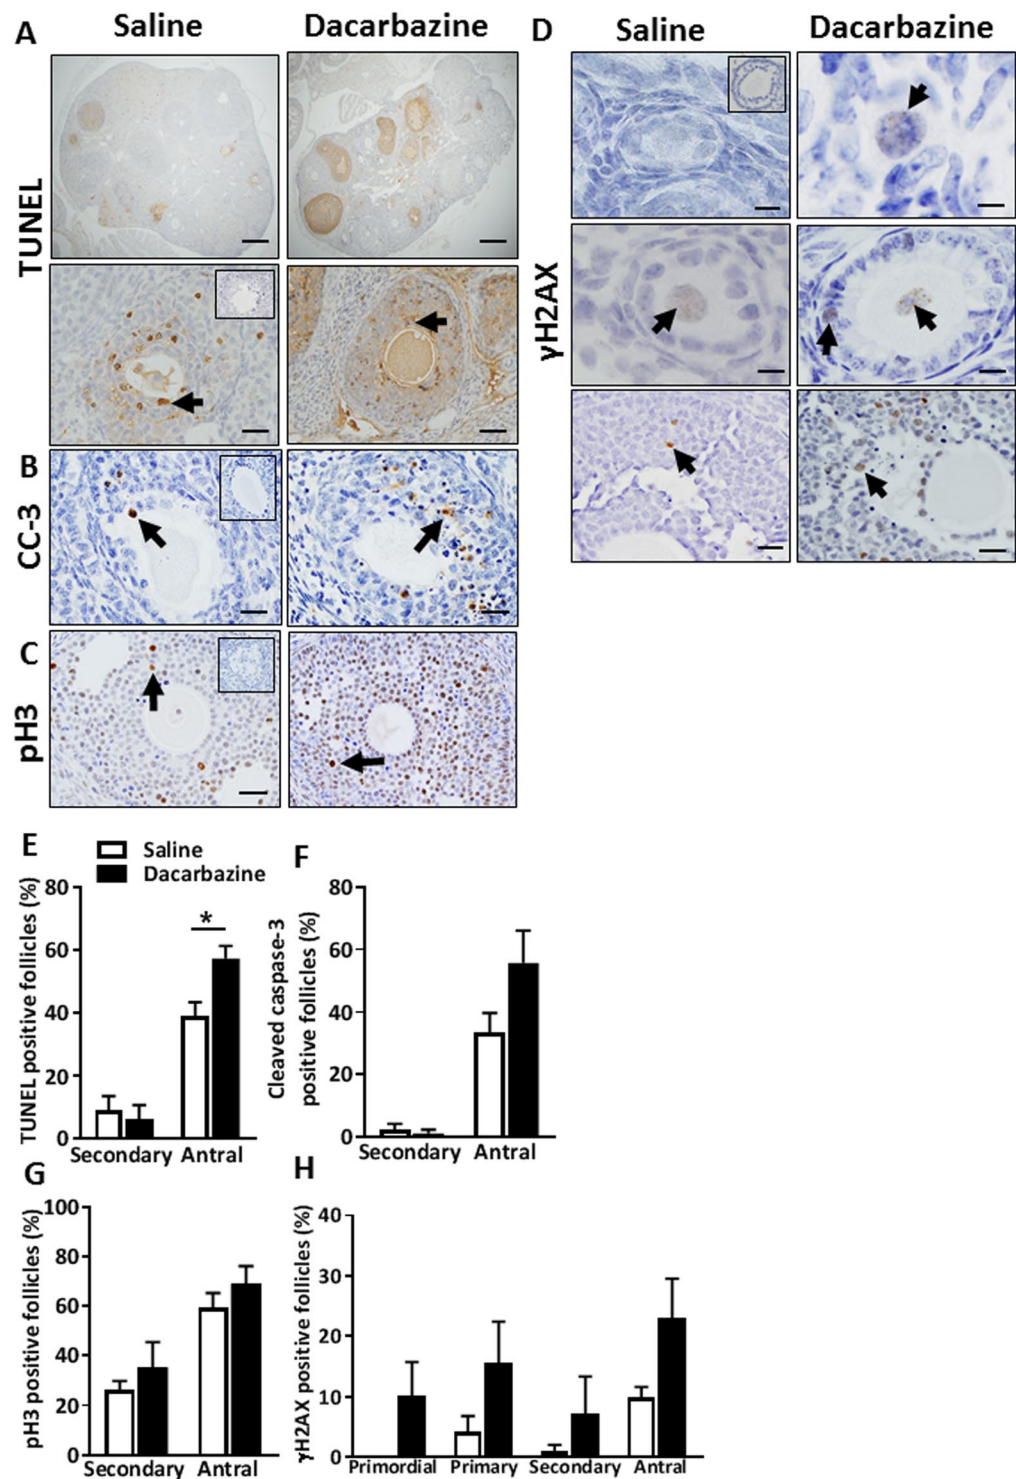 A
Saline
Dacarbazine
TUNEL
B
CC-3
C
pH3
D
Saline
Dacarbazine
γH2AX
E
Saline
Dacarbazine
TUNEL positive follicles (%)
80
60
40
20
0
*
Secondary Antral
F
Cleaved caspase-3
positive follicles (%)
80
60
40
20
0
Secondary Antral
G
pH3 positive follicles (%)
100
80
60
40
20
0
Secondary Antral
H
γH2AX positive follicles (%)
40
30
20
10
0
Primordial Primary Secondary Antral